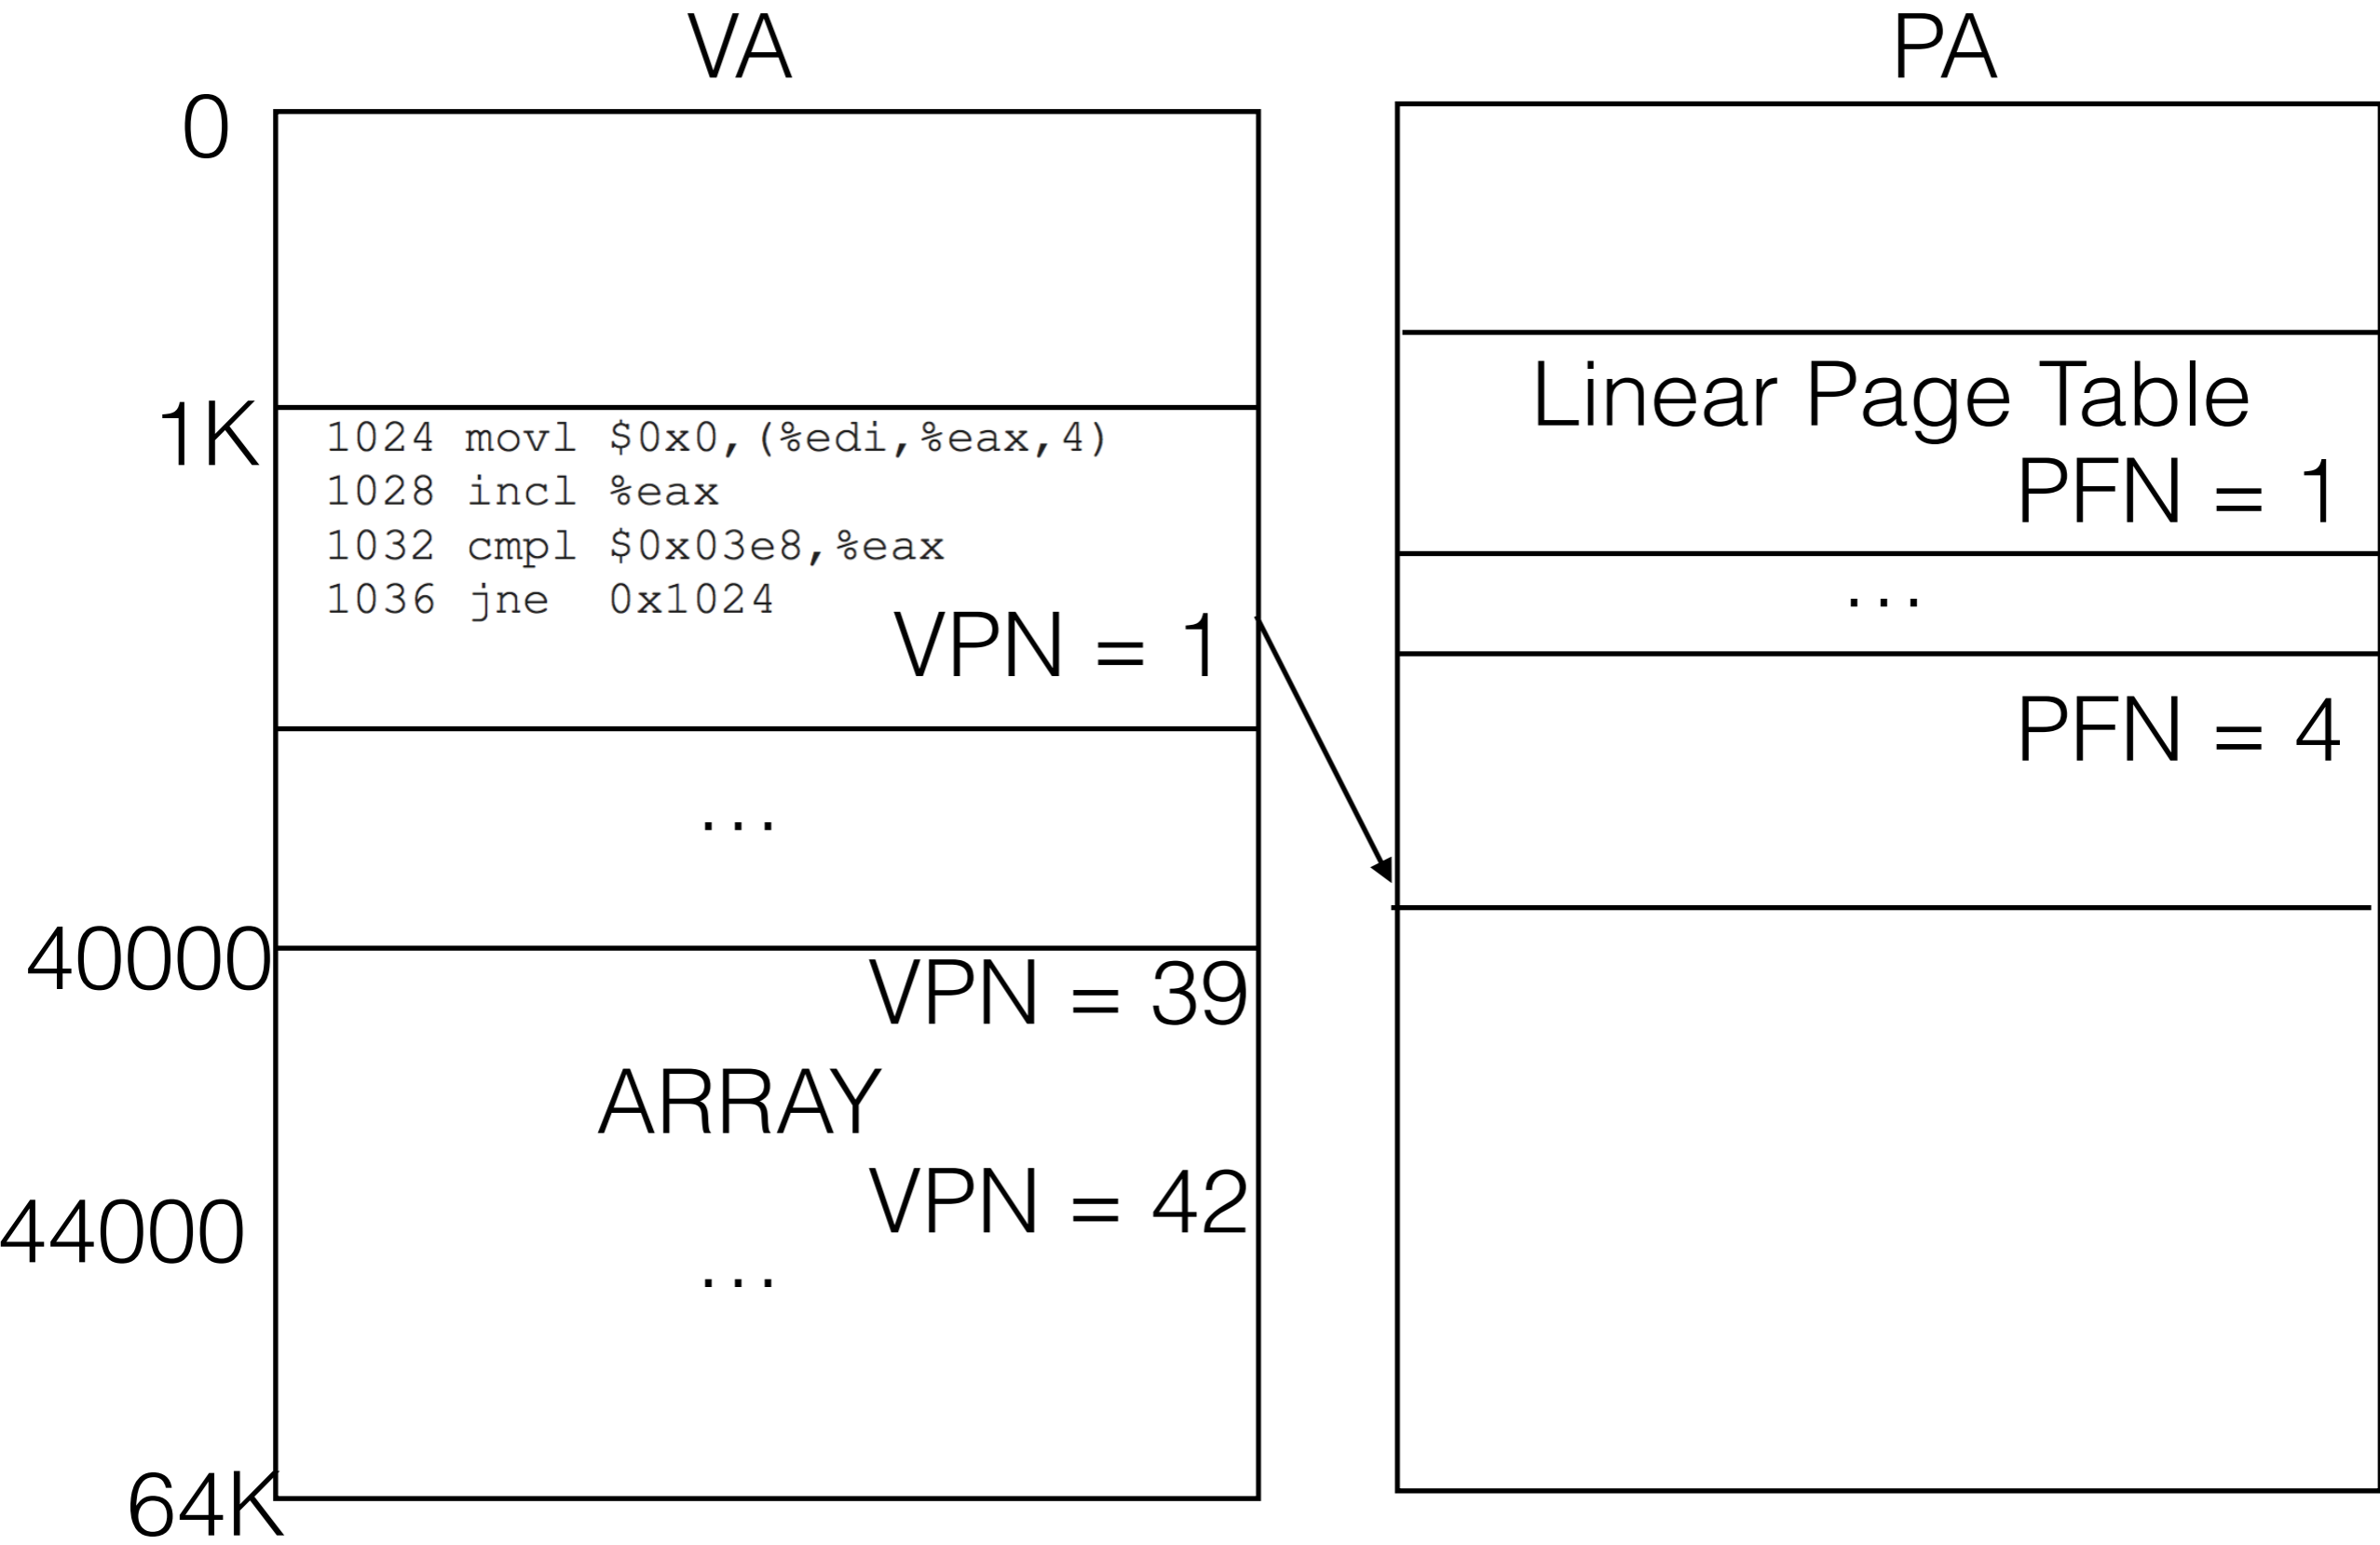 VA
0
1K
1024 movl $0x0,(%edi,%eax,4)
1028 incl %eax
1032 cmpl $0x03e8,%eax
1036 jne 0x1024
VPN = 1
...
40000
VPN = 39
ARRAY
VPN = 42
44000
...
64K
PA
Linear Page Table
PFN = 1
...
PFN = 4